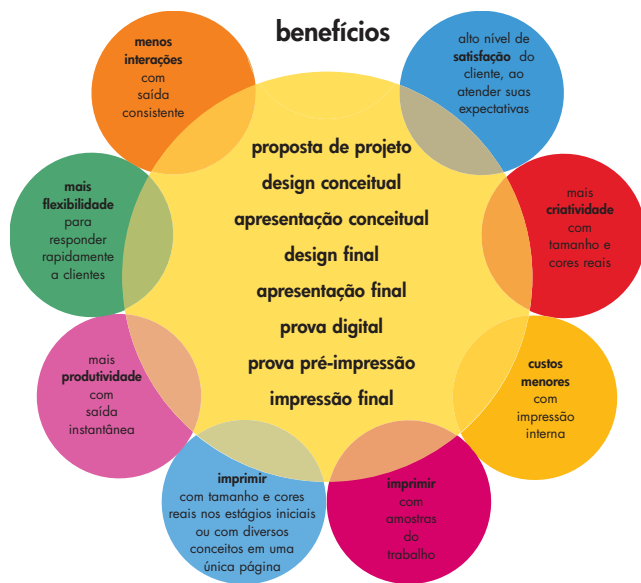 benefícios
menos
interações
com
saída
consistente
alto nível de
satisfação do
cliente, ao
atender suas
expectativas
proposta de projeto
design conceitual
apresentação conceitual
design final
apresentação final
prova digital
prova pré-impressão
impressão final
mais
flexibilidade
para
responder
rapidamente
a clientes
mais
criatividade
com
tamanho e
cores reais
mais
produtividade
com
saída
instantânea
custos
menores
com
impressão
interna
imprimir
com tamanho e cores
reais nos estágios iniciais
ou com diversos
conceitos em uma
única página
imprimir
com
amostras
do
trabalho